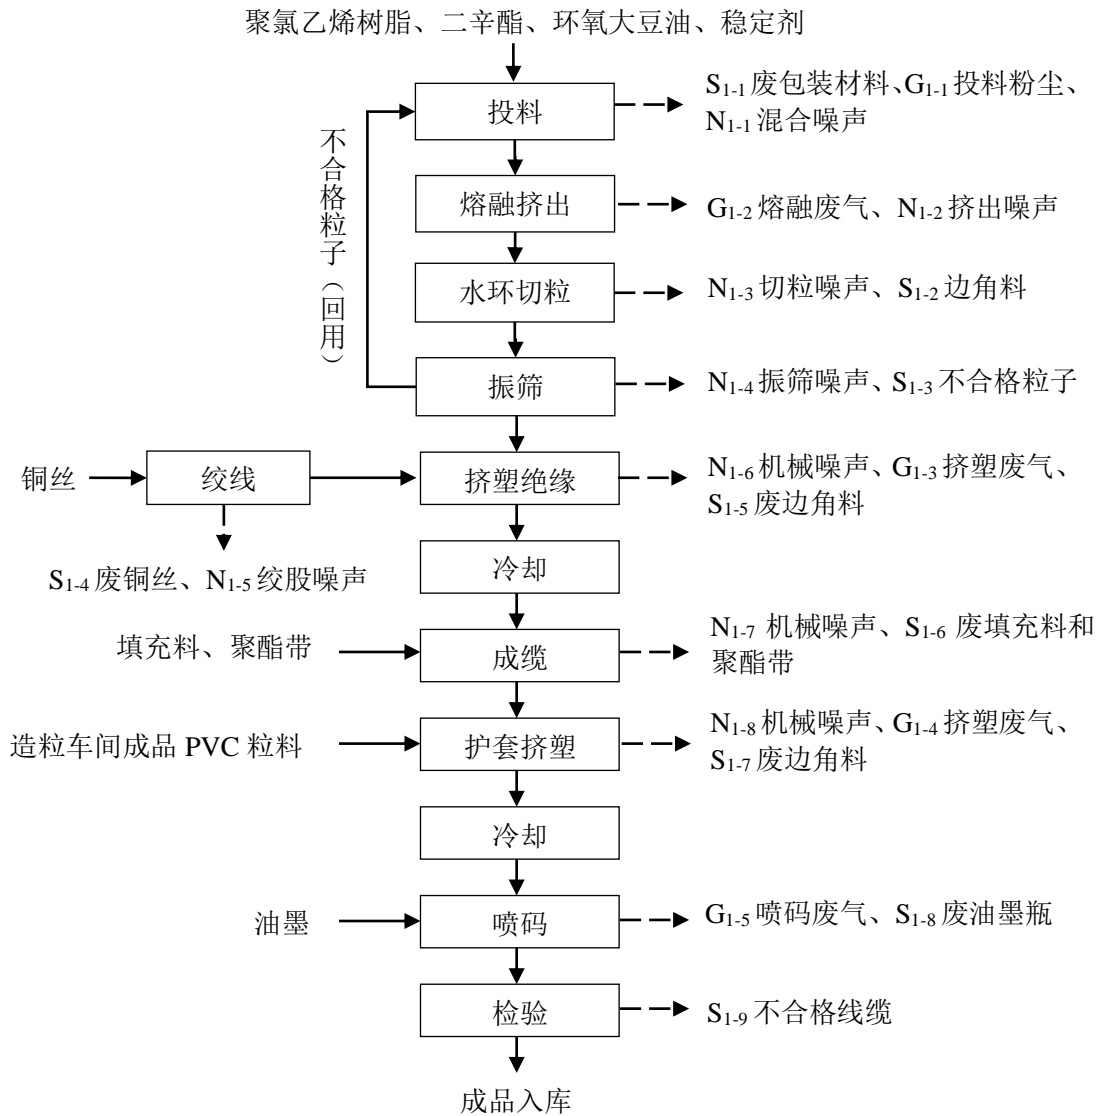 聚氯乙烯树脂、二辛酯、环氧大豆油、稳定剂
投料
S1-1废包装材料、G1-1投料粉尘、
N1-1混合噪声
不合格粒子（回用）
熔融挤出
G1-2熔融废气、N1-2挤出噪声
水环切粒
N1-3切粒噪声、S1-2边角料
振筛
N1-4振筛噪声、S1-3不合格粒子
铜丝
绞线
挤塑绝缘
N1-6机械噪声、G1-3挤塑废气、
S1-5废边角料
S1-4废铜丝、N1-5绞股噪声
冷却
填充料、聚酯带
成缆
N1-7 机械噪声、S1-6 废填充料和
聚酯带
造粒车间成品 PVC 粒料
护套挤塑
N1-8机械噪声、G1-4挤塑废气、
S1-7废边角料
冷却
油墨
喷码
G1-5喷码废气、S1-8废油墨瓶
检验
S1-9不合格线缆
成品入库